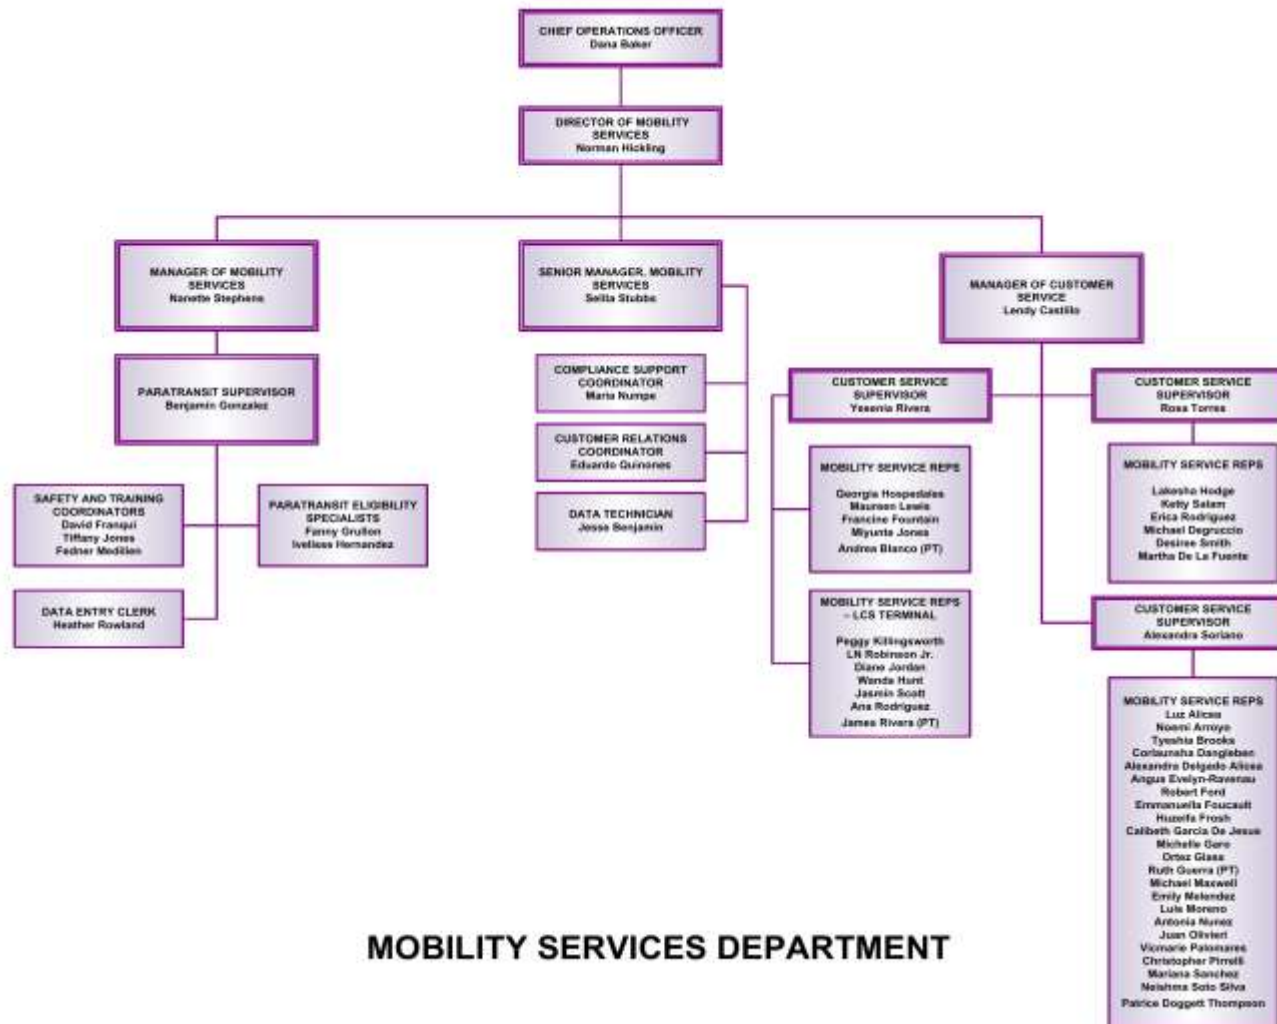 CHIEF OPERATIONS OFFICER
Dana Baker
DIRECTOR OF MOBILITY
SERVICES
Norman Hickling
MANAGER OF MOBILITY
SERVICES
Nanette Stephens
SENIOR MANAGER, MOBILITY
SERVICES
Selita Stubbs
MANAGER OF CUSTOMER
SERVICE
Lendy Castillo
PARATRANSIT SUPERVISOR
Benjamin Gonzalez
SAFETY AND TRAINING
COORDINATORS
David Franqui
Tiffany Jones
Fedner Medilien
PARATRANSIT ELIGIBILITY
SPECIALISTS
Fanny Grullon
Ivelisse Hernandez
DATA ENTRY CLERK
Heather Rowland
COMPLIANCE SUPPORT
COORDINATOR
Maria Numpe
CUSTOMER RELATIONS
COORDINATOR
Eduardo Quinones
DATA TECHNICIAN
Jesse Benjamin
CUSTOMER SERVICE
SUPERVISOR
Yesenia Rivera
MOBILITY SERVICE REPS
Georgia Hospedales
Maureen Lewis
Francine Fountain
Miyunte Jones
Andrea Blanco (PT)
MOBILITY SERVICE REPS
– LCS TERMINAL
Peggy Killingsworth
LN Robinson Jr.
Diane Jordan
Wanda Hunt
Jasmin Scott
Ana Rodriguez
James Rivera (PT)
CUSTOMER SERVICE
SUPERVISOR
Rosa Torres
MOBILITY SERVICE REPS
Lakesha Hodge
Ketty Salam
Erica Rodriguez
Michael Degruccio
Desiree Smith
Martha De La Fuente
CUSTOMER SERVICE
SUPERVISOR
Alexandra Soriano
MOBILITY SERVICE REPS
Luz Alicea
Noemi Arroyo
Tyeshia Brooks
Corlaunsha Dangleben
Alexandra Delgado Alicea
Angus Evelyn-Ravenau
Robert Ford
Emmanuella Foucault
Huzeifa Frosh
Calibeth Garcia De Jesus
Michelle Garo
Ortez Glass
Ruth Guerra (PT)
Michael Maxwell
Emily Melendez
Luis Moreno
Antonia Nunez
Juan Olivieri
Vicmarie Palomares
Christopher Pirrelli
Mariana Sanchez
Neishma Soto Silva
Patrice Doggett Thompson
MOBILITY SERVICES DEPARTMENT